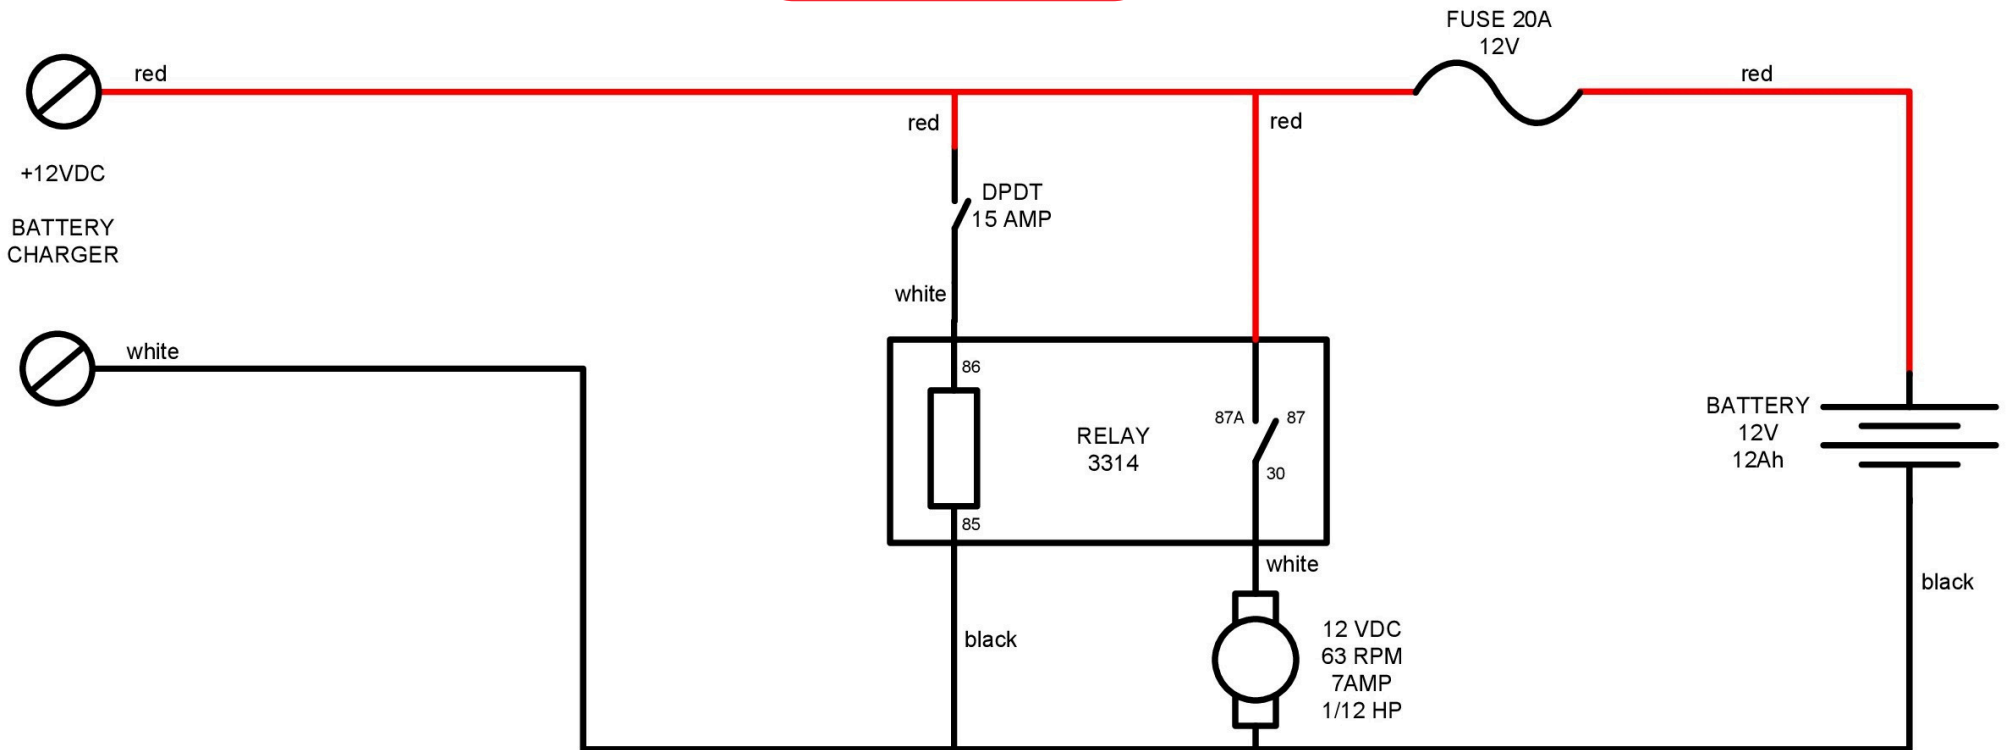 FUSE 20A
12V
red
red
red
red
+12VDC
DPDT
15 AMP
BATTERY
CHARGER
white
white
86
87A
87
RELAY
3314
30
85
BATTERY
12V
12Ah
white
black
black
12 VDC
63 RPM
7AMP
1/12 HP